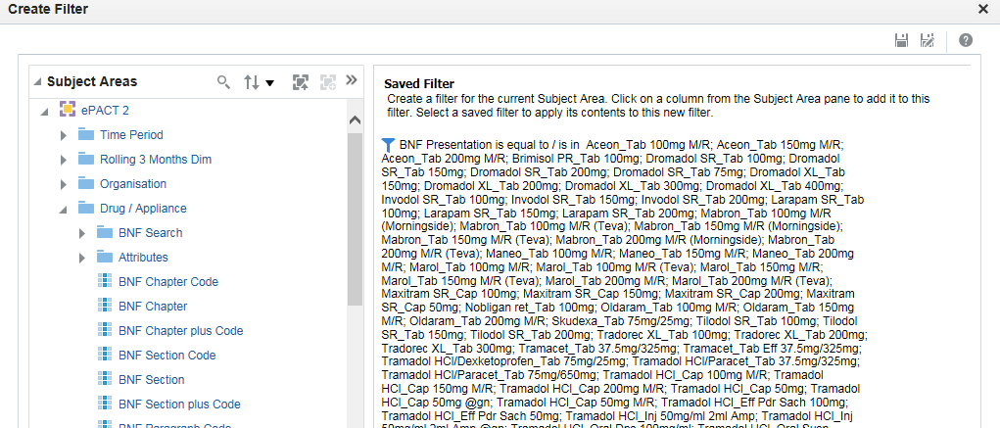 Create Filter
Subject Areas
ePACT 2
Time Period
Rolling 3 Months Dim
Organisation
Drug / Appliance
BNF Search
Attributes
BNF Chapter Code
BNF Chapter
BNF Chapter plus Code
BNF Section Code
BNF Section
BNF Section plus Code
BNF Paragraph Code
Saved Filter
Create a filter for the current Subject Area. Click on a column from the Subject Area pane to add it to this
filter. Select a saved filter to apply its contents to this new filter.
BNF Presentation is equal to / is in Aceon_Tab 100mg M/R; Aceon_Tab 150mg M/R;
Aceon_Tab 200mg M/R; Brimisol PR_Tab 100mg; Dromadol SR_Tab 100mg; Dromadol
SR_Tab 150mg; Dromadol SR_Tab 200mg; Dromadol SR_Tab 75mg; Dromadol XL_Tab
150mg; Dromadol XL_Tab 200mg; Dromadol XL_Tab 300mg; Dromadol XL_Tab 400mg;
Invodol SR_Tab 100mg; Invodol SR_Tab 150mg; Invodol SR_Tab 200mg; Larapam SR_Tab
100mg; Larapam SR_Tab 150mg; Larapam SR_Tab 200mg; Mabron_Tab 100mg M/R
(Morningside); Mabron_Tab 100mg M/R (Teva); Mabron_Tab 150mg M/R (Morningside);
Mabron_Tab 150mg M/R (Teva); Mabron_Tab 200mg M/R (Morningside); Mabron_Tab
200mg M/R (Teva); Maneo_Tab 100mg M/R; Maneo_Tab 150mg M/R; Maneo_Tab 200mg
M/R; Marol_Tab 100mg M/R; Marol_Tab 100mg M/R (Teva); Marol_Tab 150mg M/R;
Marol_Tab 150mg M/R (Teva); Marol_Tab 200mg M/R; Marol_Tab 200mg M/R (Teva);
Maxitram SR_Cap 100mg; Maxitram SR_Cap 150mg; Maxitram SR_Cap 200mg; Maxitram
SR_Cap 50mg; Nobligan ret_Tab 100mg; Oldaram_Tab 100mg M/R; Oldaram_Tab 150mg
M/R; Oldaram_Tab 200mg M/R; Skudexa_Tab 75mg/25mg; Tilodol SR_Tab 100mg; Tilodol
SR_Tab 150mg; Tilodol SR_Tab 200mg; Tradorec XL_Tab 100mg; Tradorec XL_Tab 200mg;
Tradorec XL_Tab 300mg; Tramacet_Tab 37.5mg/325mg; Tramacet_Tab Eff 37.5mg/325mg;
Tramadol HCl/Dexketoprofen_Tab 75mg/25mg; Tramadol HCl/Paracet_Tab 37.5mg/325mg;
Tramadol HCl/Paracet_Tab 75mg/650mg; Tramadol HCl_Cap 100mg M/R; Tramadol
HCl_Cap 150mg M/R; Tramadol HCl_Cap 200mg M/R; Tramadol HCl_Cap 50mg; Tramadol
HCl_Cap 50mg @gn; Tramadol HCl_Cap 50mg M/R; Tramadol HCl_Eff Pdr Sach 100mg;
Tramadol HCl_Eff Pdr Sach 50mg; Tramadol HCl_Inj 50mg/ml 2ml Amp; Tramadol HCl_Inj
50mg/ml 2ml Amp @gn; Tramadol HCl_Oral Dps 100mg/ml; Tramadol HCl_Oral Susp